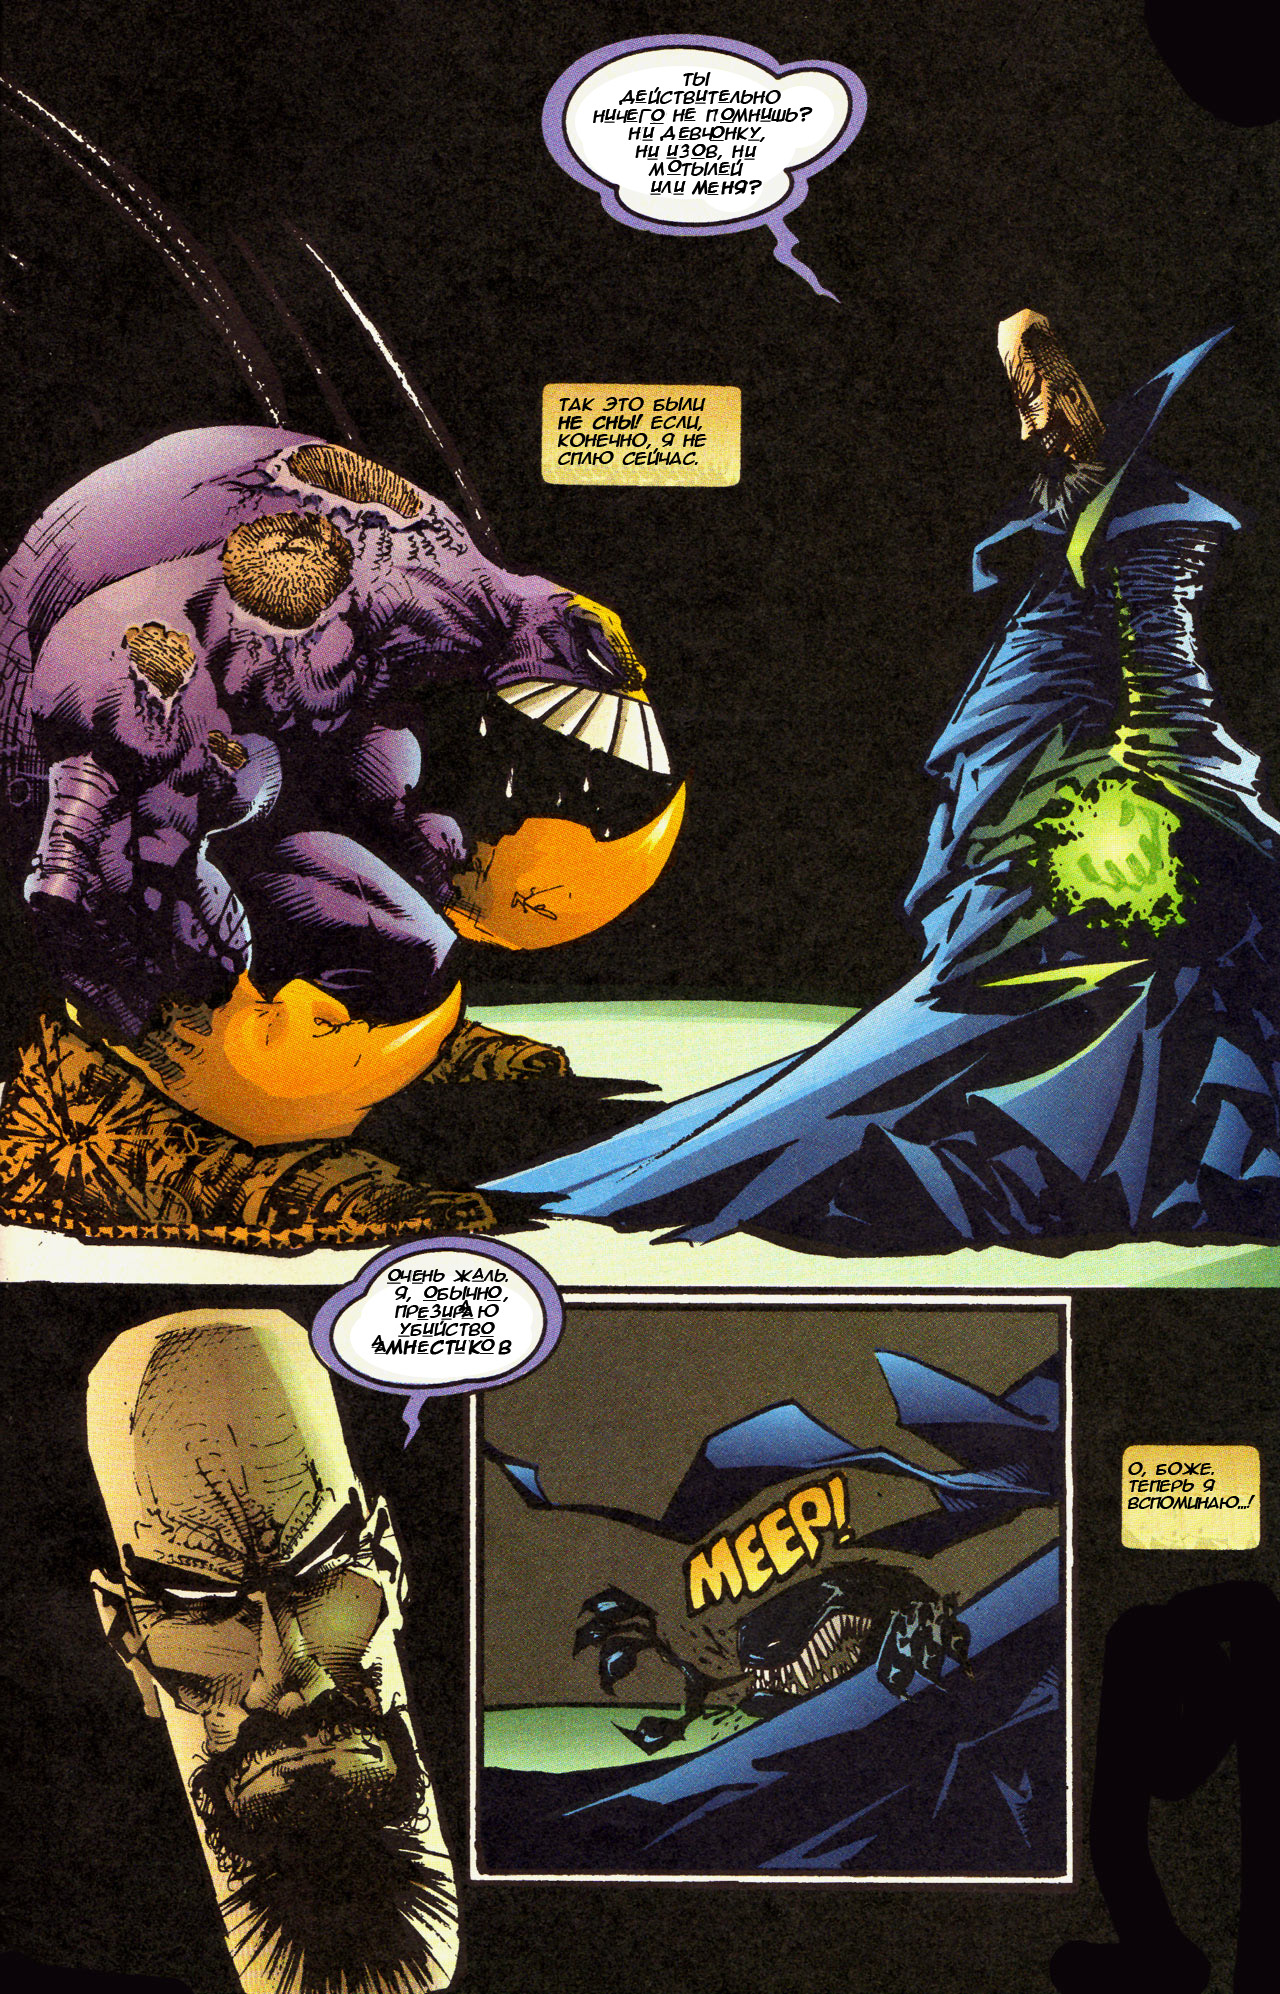 ТЫ
ДЕЙСТВИТЕЛЬНО
НИЧЕГО НЕ ПОМНИШЬ?
НИ ДЕВЧОНКУ,
НИ ИЗОВ, НИ
МОТЫЛЕЙ
ИЛИ МЕНЯ?
ТАК ЭТО БЫЛИ
НЕ СНЫ! ЕСЛИ,
КОНЕЧНО, Я НЕ
СПЛЮ СЕЙЧАС.
ОЧЕНЬ ЖАЛЬ.
Я, ОБЫЧНО,
ПРЕЗИРАЮ
УБИЙСТВО
АМНЕСТИКОВ
MEEP!
О, БОЖЕ.
ТЕПЕРЬ Я
ВСПОМИНАЮ...!